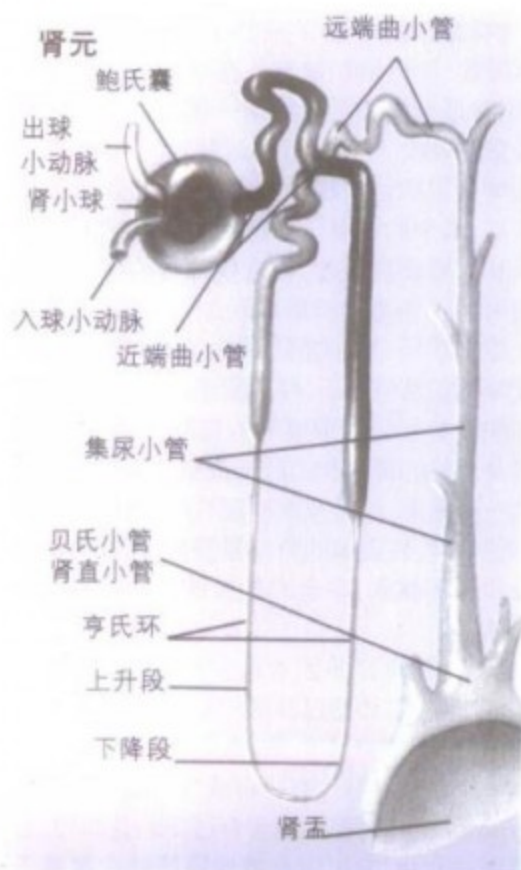 肾元
远端曲小管
鲍氏囊
出球
小动脉
肾小球
入球小动脉
近端曲小管
集尿小管
贝氏小管
肾直小管
亨氏环
上升段
下降段
肾盂